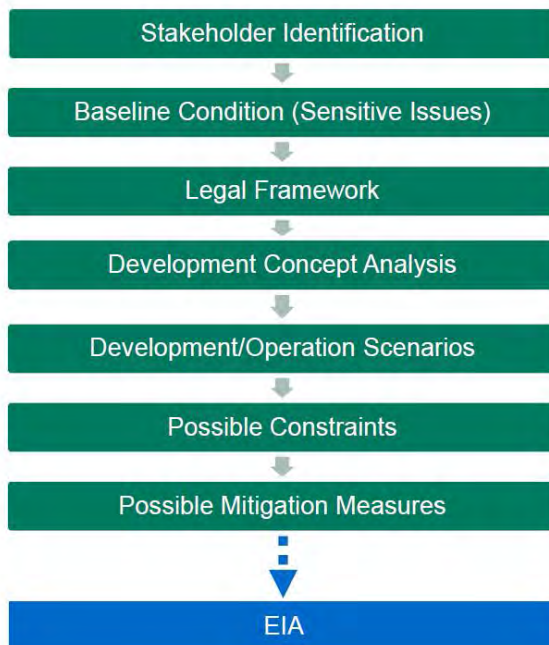 Stakeholder Identification
Baseline Condition (Sensitive Issues)
Legal Framework
Development Concept Analysis
Development/Operation Scenarios
Possible Constraints
Possible Mitigation Measures
EIA